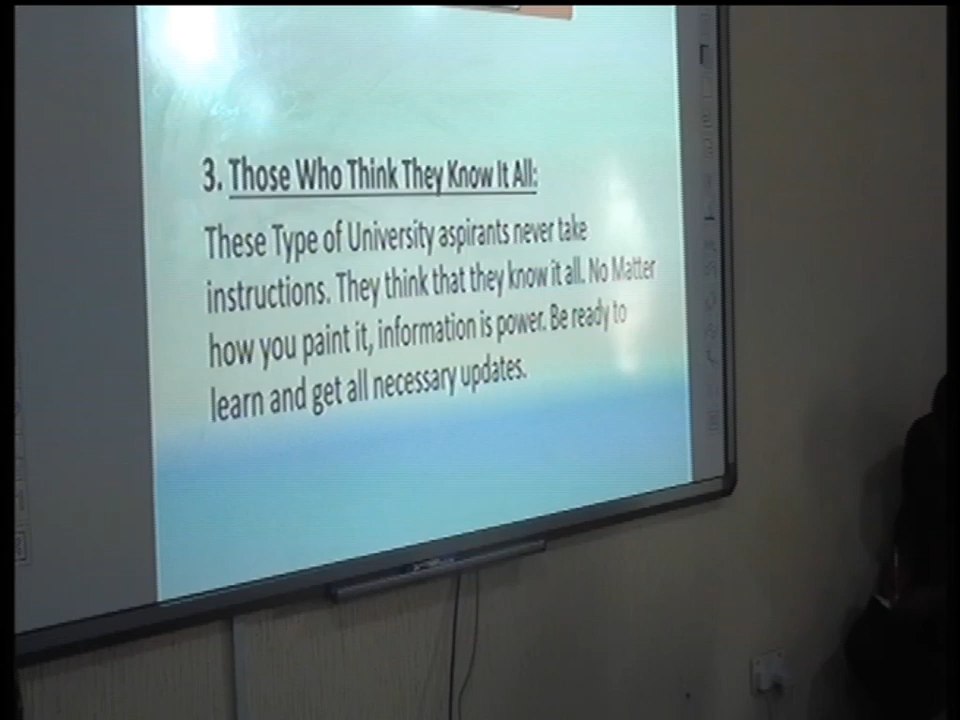 3. Those Who Think They Know It All:
These Type of University aspirants never take
instructions. They think that they know it all. No Matter
how you paint it, information is power. Be ready to
learn and get all necessary updates.